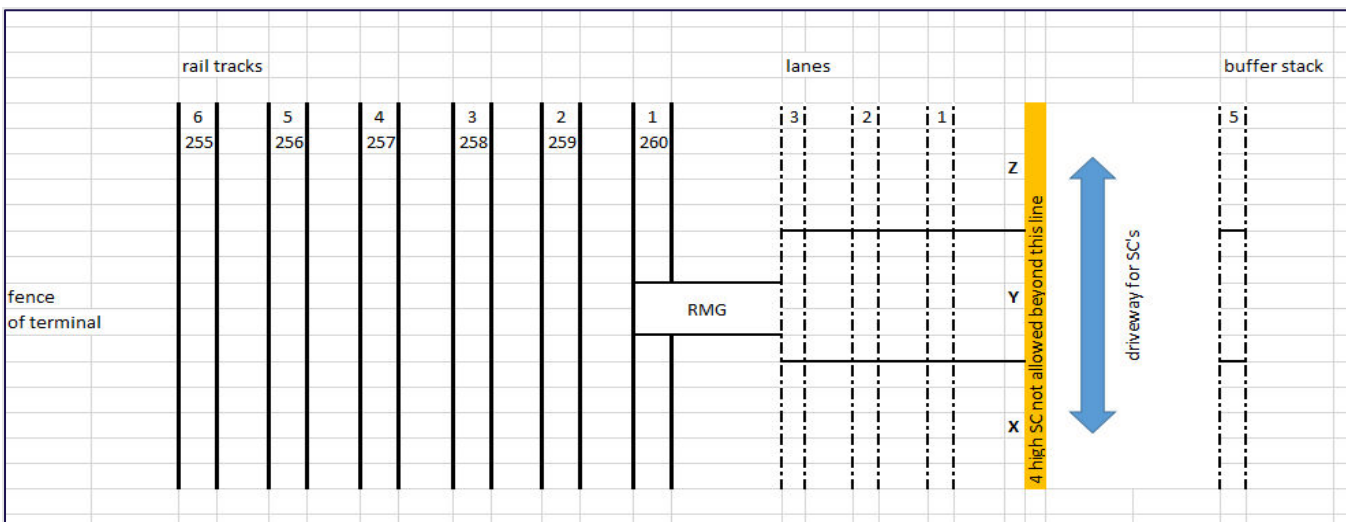 rail tracks lanes buffer stack
6 5 4 3 2 1 3 2 1 5
255 256 257 258 259 260
Z
4 high SC not allowed beyond this line
driveway for SC's
fence
of terminal
RMG
Y
X